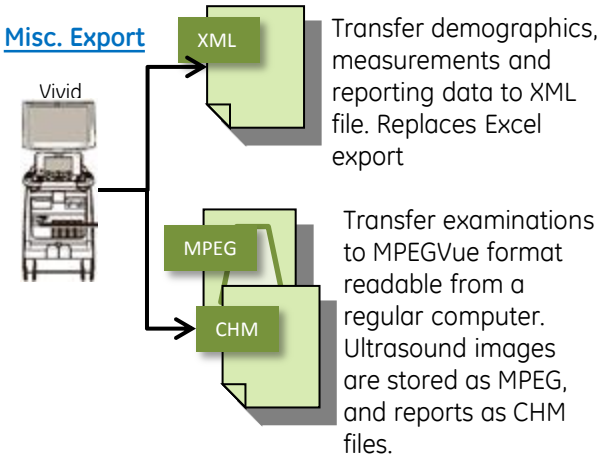 Misc. Export
Vivid
XML
Transfer demographics,
measurements and
reporting data to XML
file. Replaces Excel
export
MPEG
CHM
Transfer examinations
to MPEGVue format
readable from a
regular computer.
Ultrasound images
are stored as MPEG,
and reports as CHM
files.